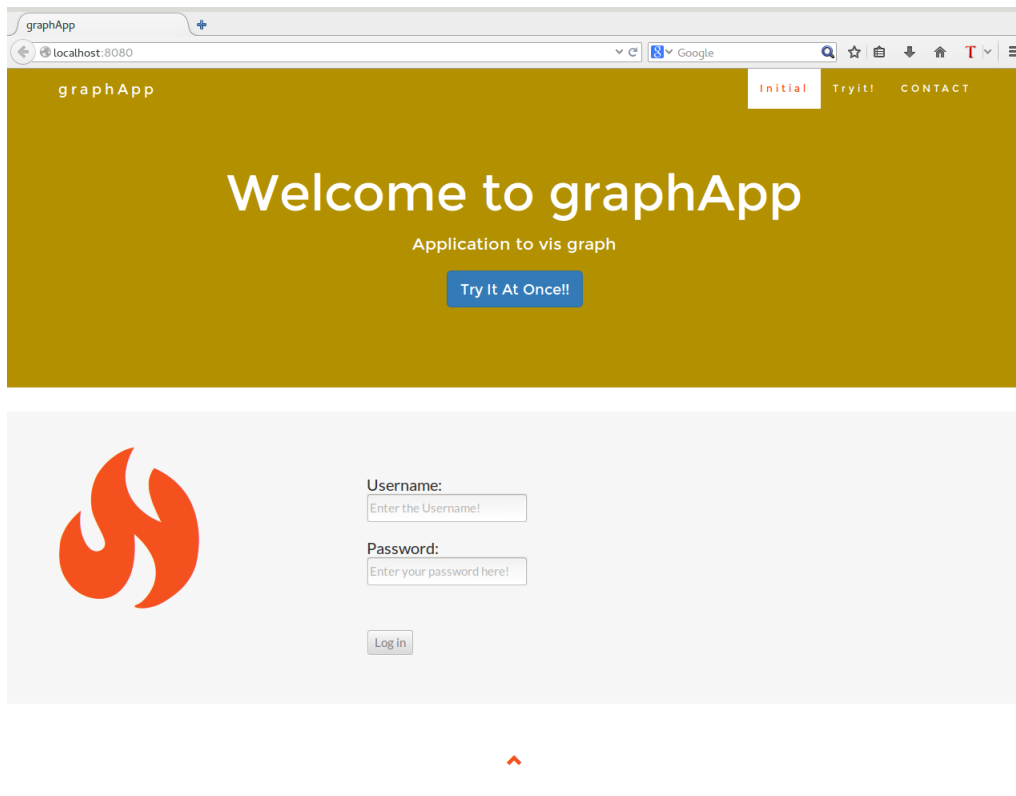 graphApp
localhost:8080
Google
graphApp
Initial
Tryit!
CONTACT
Welcome to graphApp
Application to vis graph
Try It At Once!!
Username:
Enter the Username!
Password:
Enter your password here!
Log in